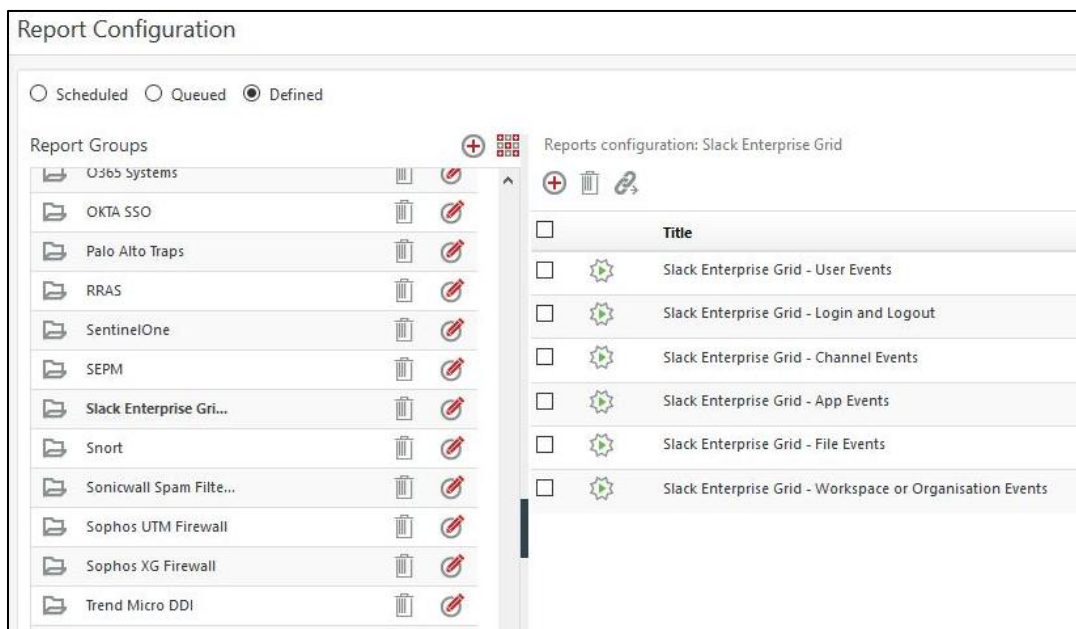 Report Configuration
Scheduled Queued Defined
Report Groups
O365 Systems
OKTA SSO
Palo Alto Traps
RRAS
SentinelOne
SEPM
Slack Enterprise Gri...
Snort
Sonicwall Spam Filte...
Sophos UTM Firewall
Sophos XG Firewall
Trend Micro DDI
Reports configuration: Slack Enterprise Grid
Title
Slack Enterprise Grid - User Events
Slack Enterprise Grid - Login and Logout
Slack Enterprise Grid - Channel Events
Slack Enterprise Grid - App Events
Slack Enterprise Grid - File Events
Slack Enterprise Grid - Workspace or Organisation Events